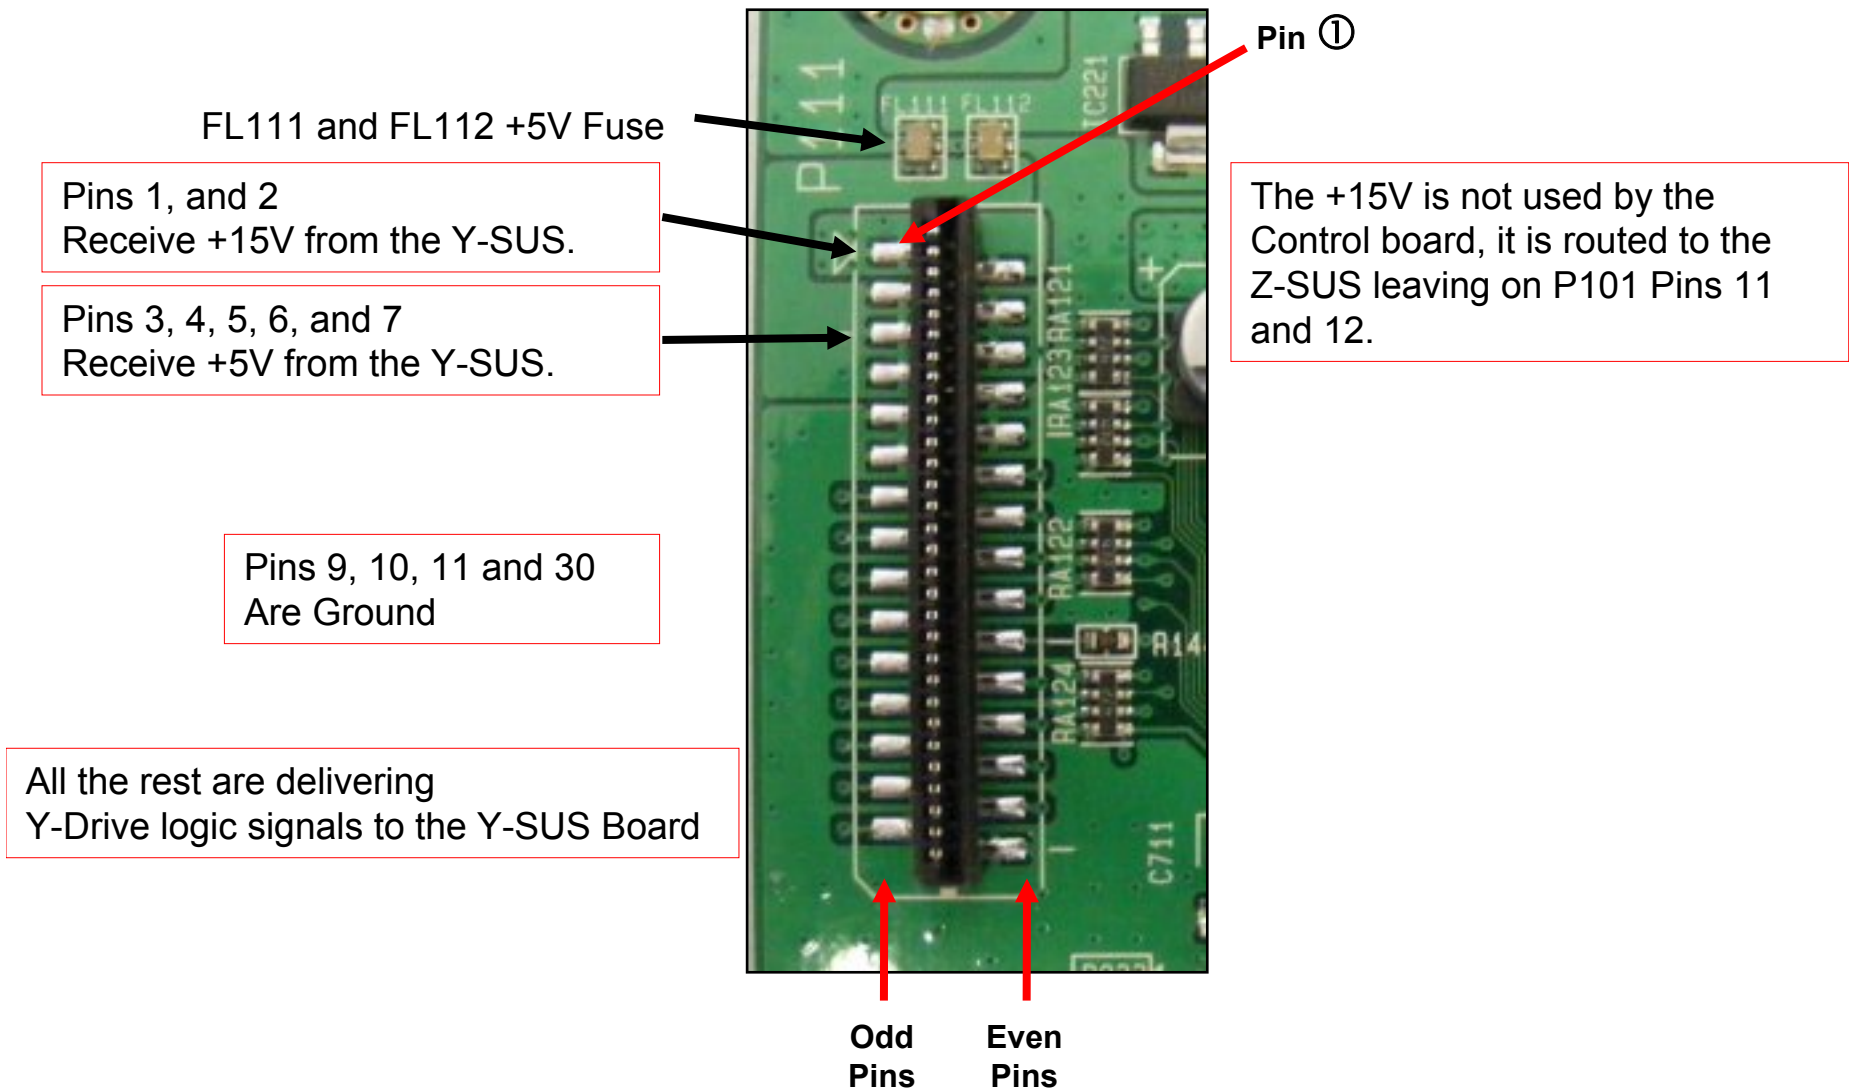 Pin ①
FL111 and FL112 +5V Fuse
Pins 1, and 2
Receive +15V from the Y-SUS.
Pins 3, 4, 5, 6, and 7
Receive +5V from the Y-SUS.
The +15V is not used by the
Control board, it is routed to the
Z-SUS leaving on P101 Pins 11
and 12.
Pins 9, 10, 11 and 30
Are Ground
All the rest are delivering
Y-Drive logic signals to the Y-SUS Board
Odd
Pins
Even
Pins
P111
FL111 FL112
IC221
RA121
RA123
RA122
RA124
C711
+